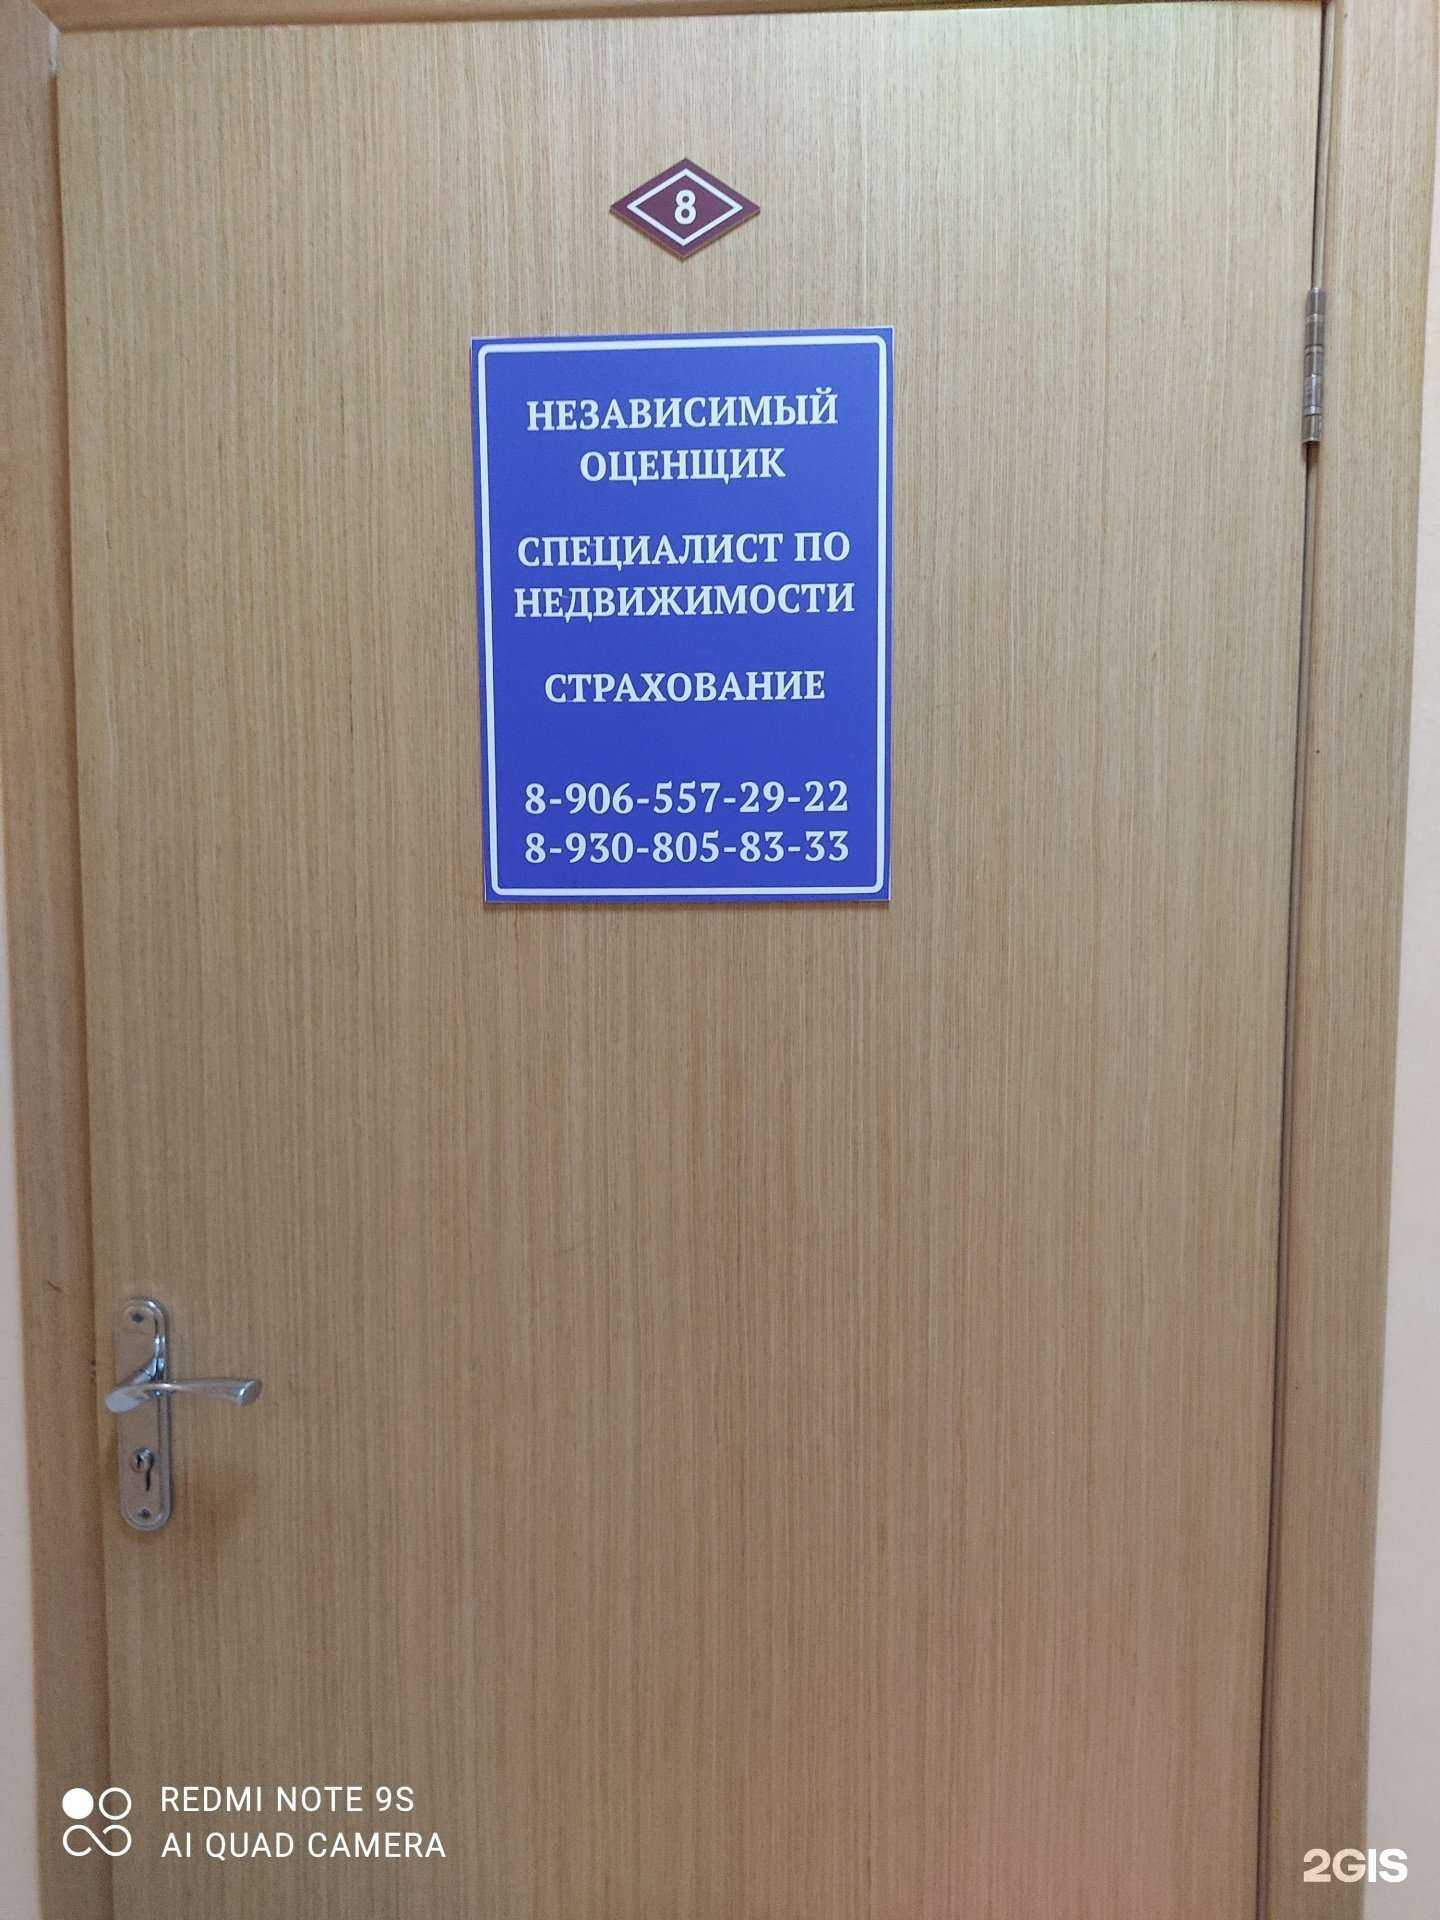 8
НЕЗАВИСИМЫЙ
ОЦЕНЩИК
СПЕЦИАЛИСТ ПО
НЕДВИЖИМОСТИ
СТРАХОВАНИЕ
8-906-557-29-22
8-930-805-83-33
REDMI NOTE 9S
AI QUAD CAMERA
2GIS